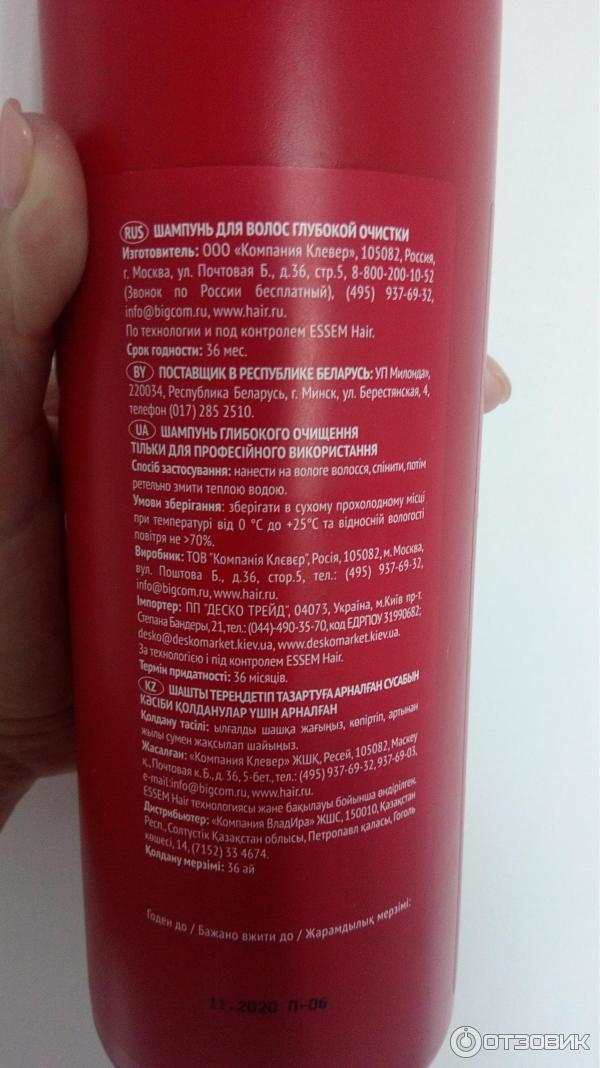 RUS ШАМПУНЬ ДЛЯ ВОЛОС ГЛУБОКОЙ ОЧИСТКИ
Изготовитель: ООО «Компания Клевер», 105082, Россия,
г. Москва, ул. Почтовая Б., д.36, стр.5, 8-800-200-10-52
(Звонок по России бесплатный), (495) 937-69-32,
info@bigcom.ru, www.hair.ru.
По технологии и под контролем ESSEM Hair.
Срок годности: 36 мес.
BY ПОСТАВЩИК В РЕСПУБЛИКЕ БЕЛАРУСЬ: УП Милонда»,
220034, Республика Беларусь, г. Минск, ул. Берестянская, 4,
телефон (017) 285 2510.
UA ШАМПУНЬ ГЛИБОКОГО ОЧИЩЕННЯ
ТІЛЬКИ ДЛЯ ПРОФЕСІЙНОГО ВИКОРИСТАННЯ
Спосіб застосування: нанести на вологе волосся, спінити, потім
ретельно змити теплою водою.
Умови зберігання: зберігати в сухому прохолодному місці
при температурі від 0 °С до +25°С та відносній вологості
повітря не >70%.
Виробник: ТОВ "Компанія Клєвєр", Росія, 105082, м. Москва,
вул. Поштова Б., д.36, стор.5, тел.: (495) 937-69-32,
info@bigcom.ru, www.hair.ru.
Імпортер: ПП "ДЕСКО ТРЕЙД", 04073, Україна, м.Київ пр-т.
Степана Бандеры, 21, тел.: (044)-490-35-70, код ЕДРПОУ 31990682;
desko@deskomarket.kiev.ua, www.deskomarket.kiev.ua.
За технологією і під контролем ESSEM Hair.
Термін придатності: 36 місяців.
KZ ШАШТЫ ТЕРЕҢДЕТІП ТАЗАРТУҒА АРНАЛҒАН СУСАБЫН
КӘСІБИ ҚОЛДАНУЛАР ҮШІН АРНАЛҒАН
Қолдану тәсілі: ылғалды шашқа жағыңыз, көпіртіп, артынан
жылы сумен жақсылап шайыңыз.
Жасалған: «Компания Клевер» ЖШҚ, Ресей, 105082, Маскеу
қ., Почтовая к. Б., д. 36, 5-бет., тел.: (495) 937-69-32, 937-69-03,
e-mail:info@bigcom.ru, www.hair.ru.
ESSEM Hair технологиясы және бақылауы бойынша өндірілген.
Дистрибьютер: «Компания ВладИра» ЖШС, 150010, Қазақстан
Респ., Солтүстік Қазақстан облысы, Петропавл қаласы, Гоголь
көшесі, 14, (7152) 33 4674.
Қолдану мерзімі: 36 ай
Годен до / Бажано вжити до / Жарамдылық мерзімі:
11.2020 П-06
ОТЗОВИК